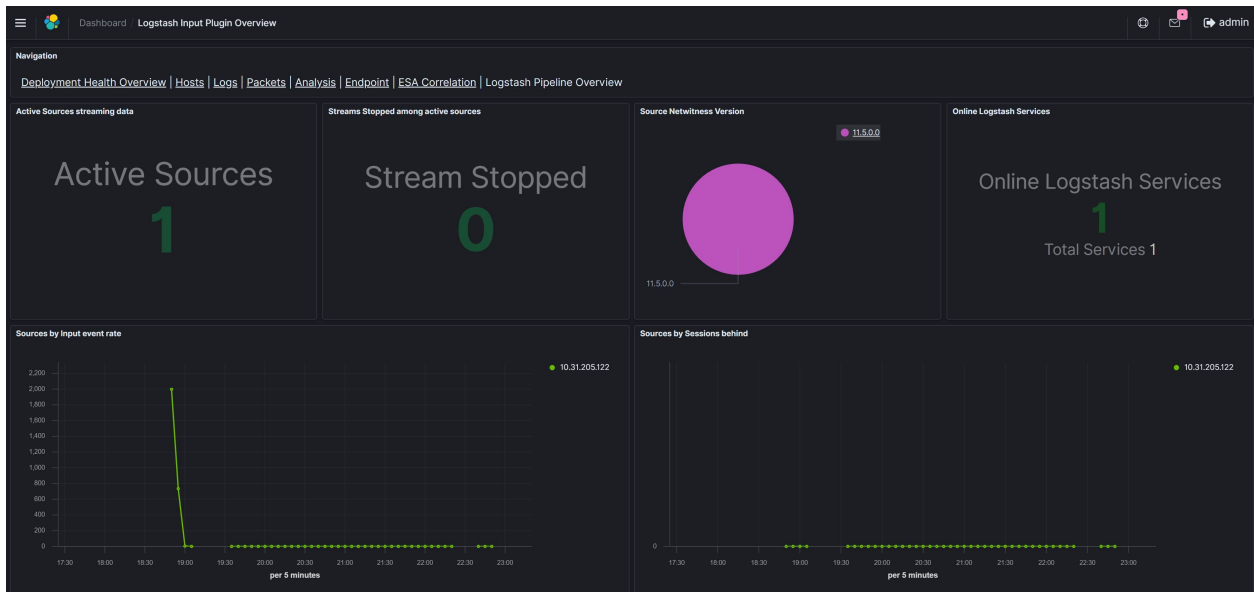 Dashboard / Logstash Input Plugin Overview
admin
Navigation
Deployment Health Overview | Hosts | Logs | Packets | Analysis | Endpoint | ESA Correlation | Logstash Pipeline Overview
Active Sources streaming data
Active Sources
1
Streams Stopped among active sources
Stream Stopped
0
Source Netwitness Version
11.5.0.0
11.5.0.0
Online Logstash Services
Online Logstash Services
1
Total Services 1
Sources by Input event rate
10.31.205.122
2,200
2,000
1,800
1,600
1,400
1,200
1,000
800
600
400
200
0
17:30 18:00 18:30 19:00 19:30 20:00 20:30 21:00 21:30 22:00 22:30 23:00
per 5 minutes
Sources by Sessions behind
10.31.205.122
0
17:30 18:00 18:30 19:00 19:30 20:00 20:30 21:00 21:30 22:00 22:30 23:00
per 5 minutes